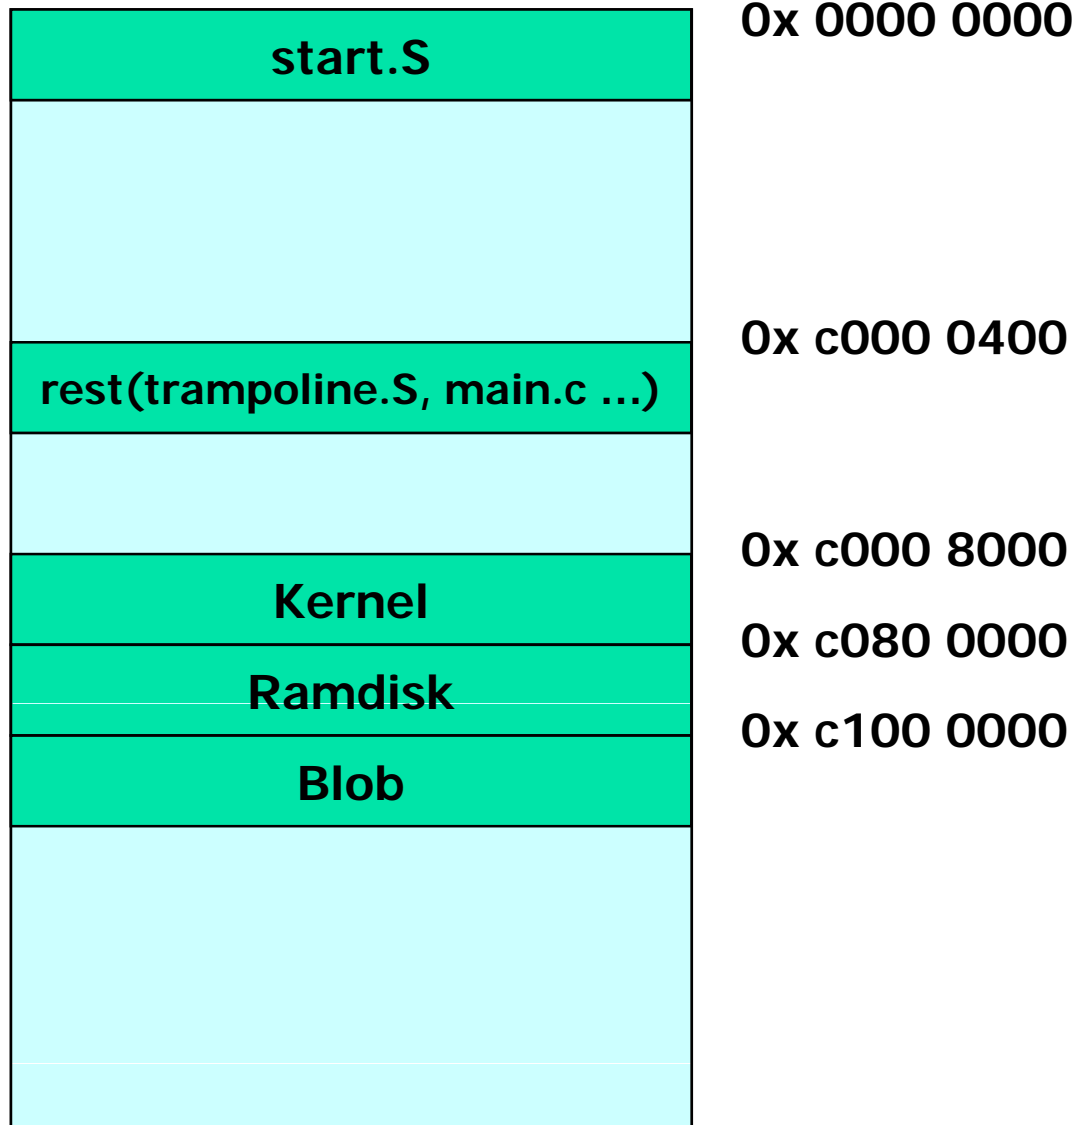 0x 0000 0000
start.S
0x c000 0400
rest(trampoline.S, main.c ...)
0x c000 8000
Kernel
0x c080 0000
Ramdisk
0x c100 0000
Blob